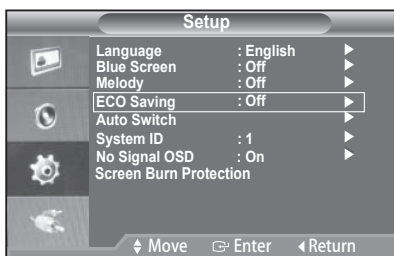 Setup
Language : English
Blue Screen : Off
Melody : Off
ECO Saving : Off
Auto Switch
System ID : 1
No Signal OSD : On
Screen Burn Protection
Move Enter Return